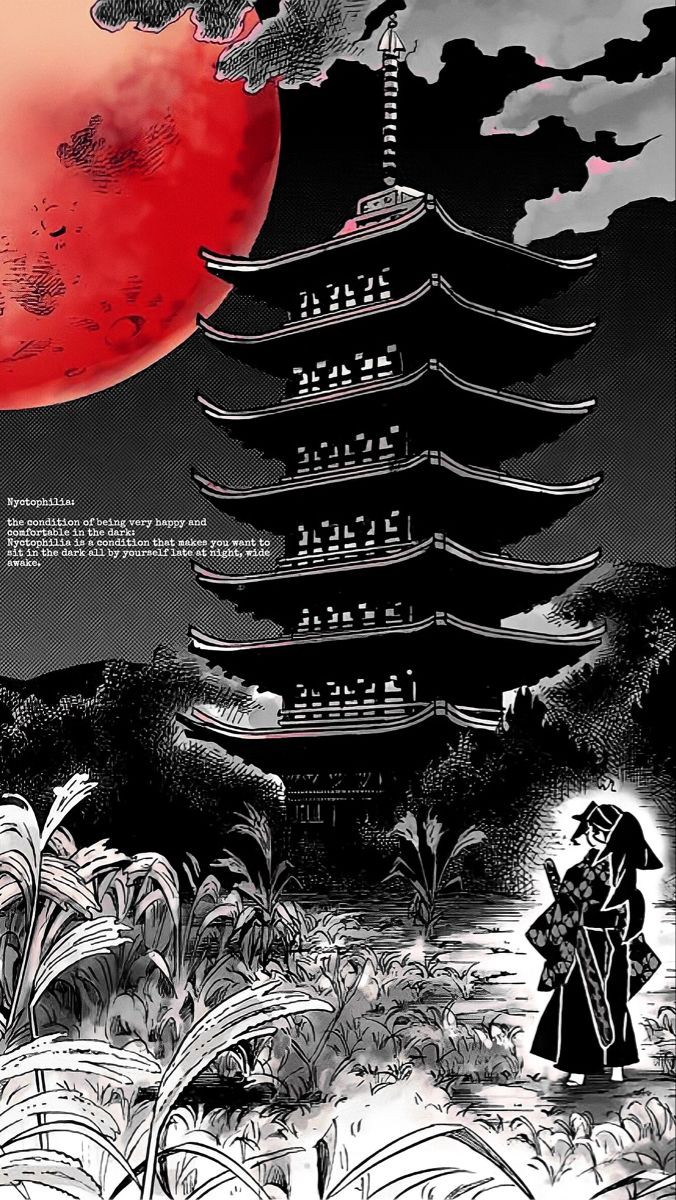 Nyctophilia:
the condition of being very happy and
comfortable in the dark:
Nyctophilia is a condition that makes you want to
sit in the dark all by yourself late at night, wide
awake.